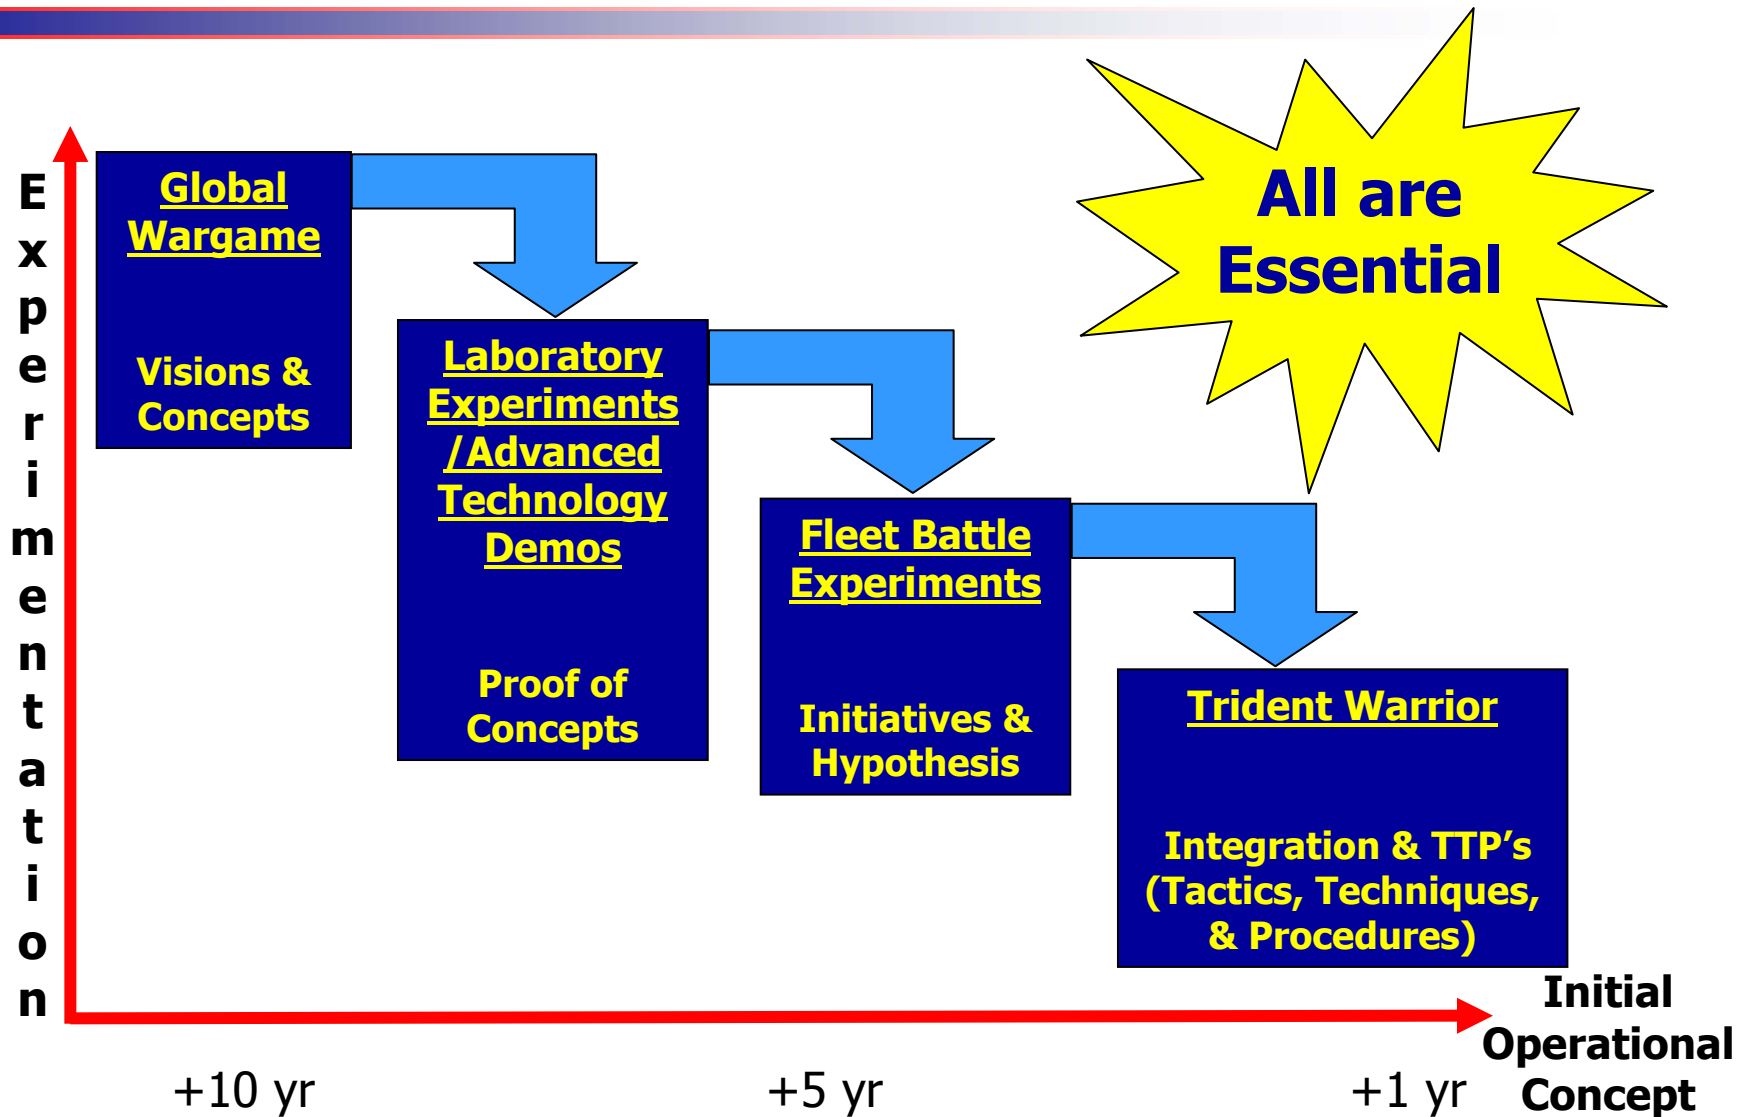 Experimentation
Global
Wargame
Visions &
Concepts
Laboratory
Experiments
/Advanced
Technology
Demos
Proof of
Concepts
Fleet Battle
Experiments
Initiatives &
Hypothesis
Trident Warrior
Integration & TTP’s
(Tactics, Techniques,
& Procedures)
All are
Essential
Initial
Operational
Concept
+10 yr
+5 yr
+1 yr